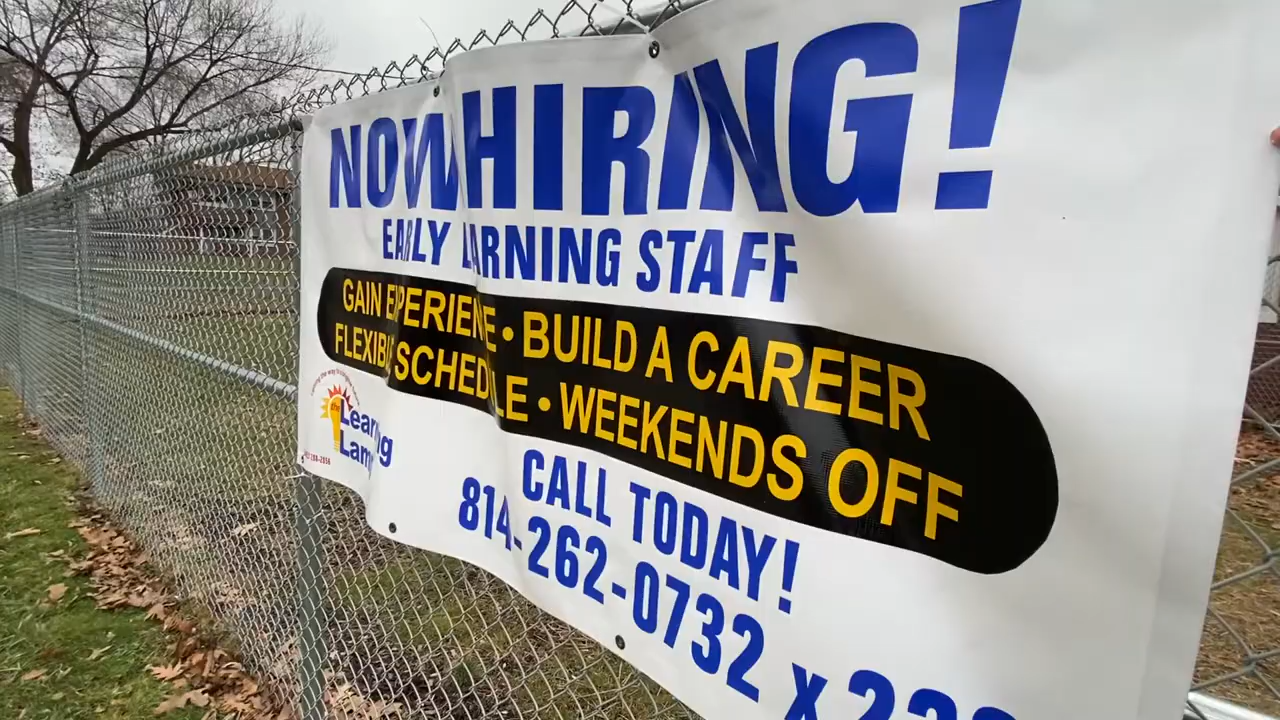 NOW HIRING!
EARLY LEARNING STAFF
GAIN EXPERIENCE • BUILD A CAREER
FLEXIBLE SCHEDULE • WEEKENDS OFF
Learning
Lamp
CALL TODAY!
814-262-0732 x